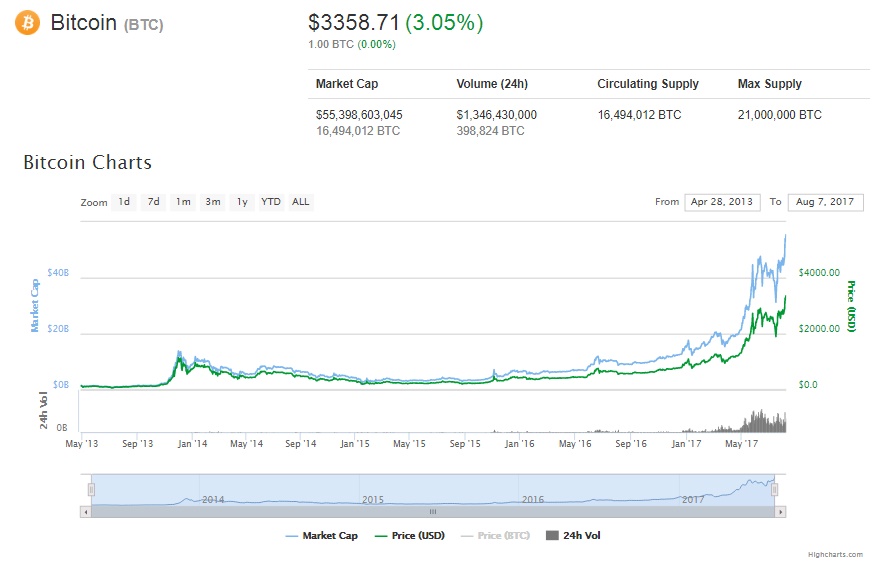 Bitcoin (BTC)
$3358.71 (3.05%)
1.00 BTC (0.00%)
Market Cap Volume (24h) Circulating Supply Max Supply
$55,398,603,045 $1,346,430,000 16,494,012 BTC 21,000,000 BTC
16,494,012 BTC 398,824 BTC
Bitcoin Charts
Zoom 1d 7d 1m 3m 1y YTD ALL From Apr 28, 2013 To Aug 7, 2017
$40B $4000.00
Market Cap
Price (USD)
$20B $2000.00
$0B $0.0
24h Vol
0B
May '13 Sep '13 Jan '14 May '14 Sep '14 Jan '15 May '15 Sep '15 Jan '16 May '16 Sep '16 Jan '17 May '17
2014 2015 2016 2017
Market Cap Price (USD) Price (BTC) 24h Vol
Highcharts.com